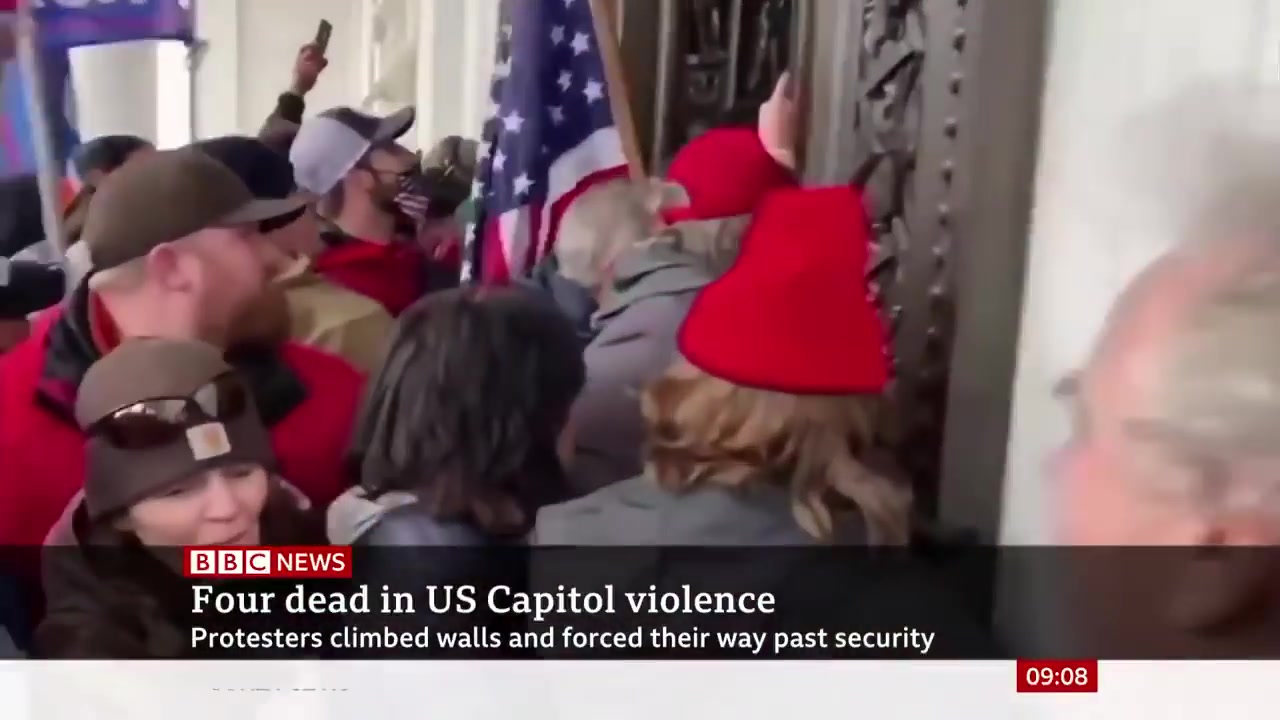 BBC NEWS
Four dead in US Capitol violence
Protesters climbed walls and forced their way past security
09:08